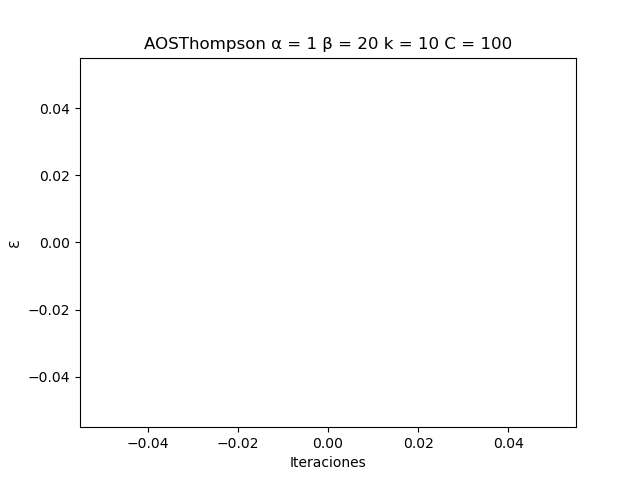 AOSThompson α = 1 β = 20 k = 10 C = 100
0.04
0.02
0.00
−0.02
−0.04
ε
−0.04 −0.02 0.00 0.02 0.04
Iteraciones